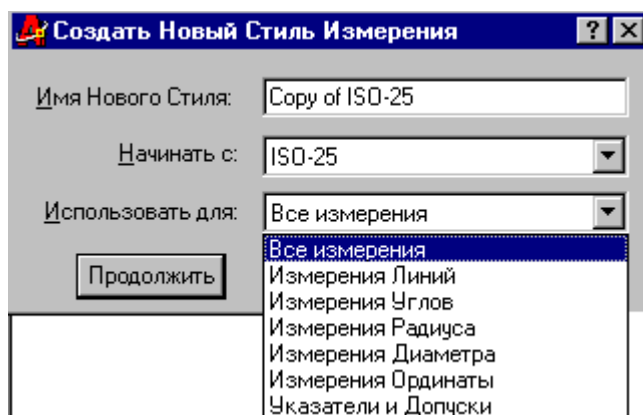 Создать Новый Стиль Измерения
Имя Нового Стиля: Copy of ISO-25
Начинать с: ISO-25
Использовать для: Все измерения
Все измерения
Продолжить Измерения Линий
Измерения Углов
Измерения Радиуса
Измерения Диаметра
Измерения Ординаты
Указатели и Допуски